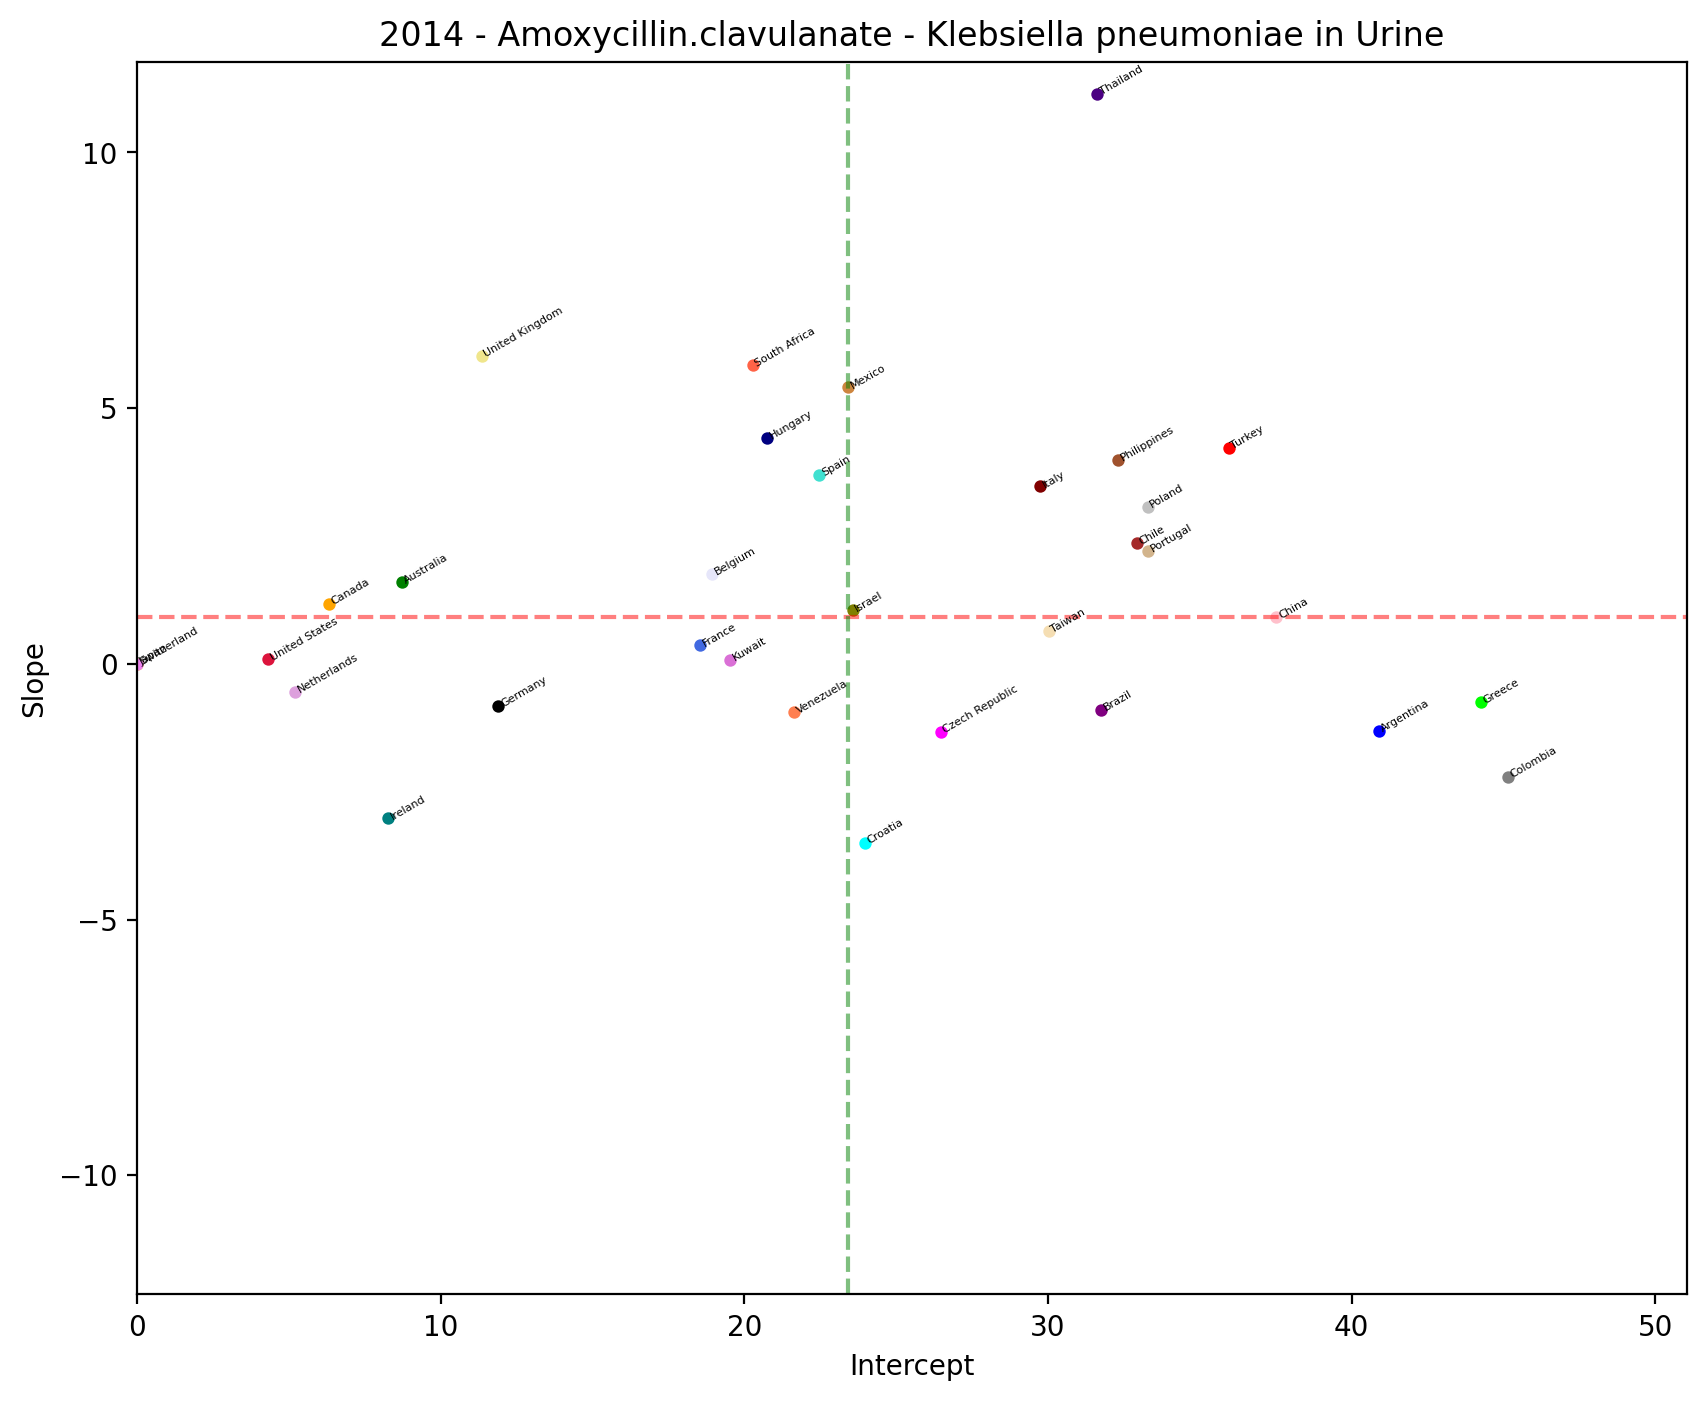 2014 - Amoxycillin.clavulanate - Klebsiella pneumoniae in Urine
Thailand
10
United Kingdom
South Africa
Mexico
5
Hungary
Turkey
Philippines
Spain
Italy
Poland
Chile
Portugal
Belgium
Australia
Canada
Israel
China
Taiwan
France
United States
Kuwait
0
Netherlands
Slope
Germany
Venezuela
Brazil
Greece
Czech Republic
Argentina
Colombia
Ireland
Croatia
−5
−10
0 10 20 30 40 50
Intercept